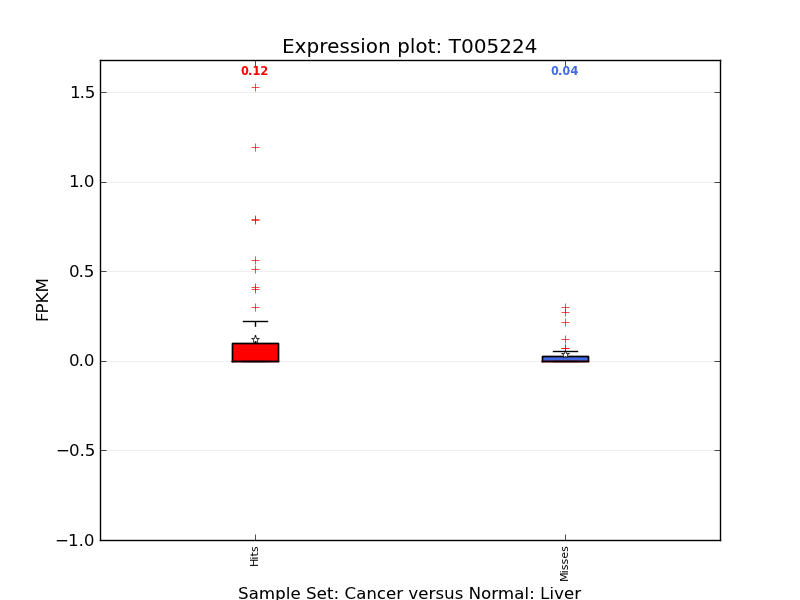 Expression plot: T005224
0.12 0.04
1.5
1.0
0.5
0.0
−0.5
−1.0
FPKM
Hits Misses
Sample Set: Cancer versus Normal: Liver